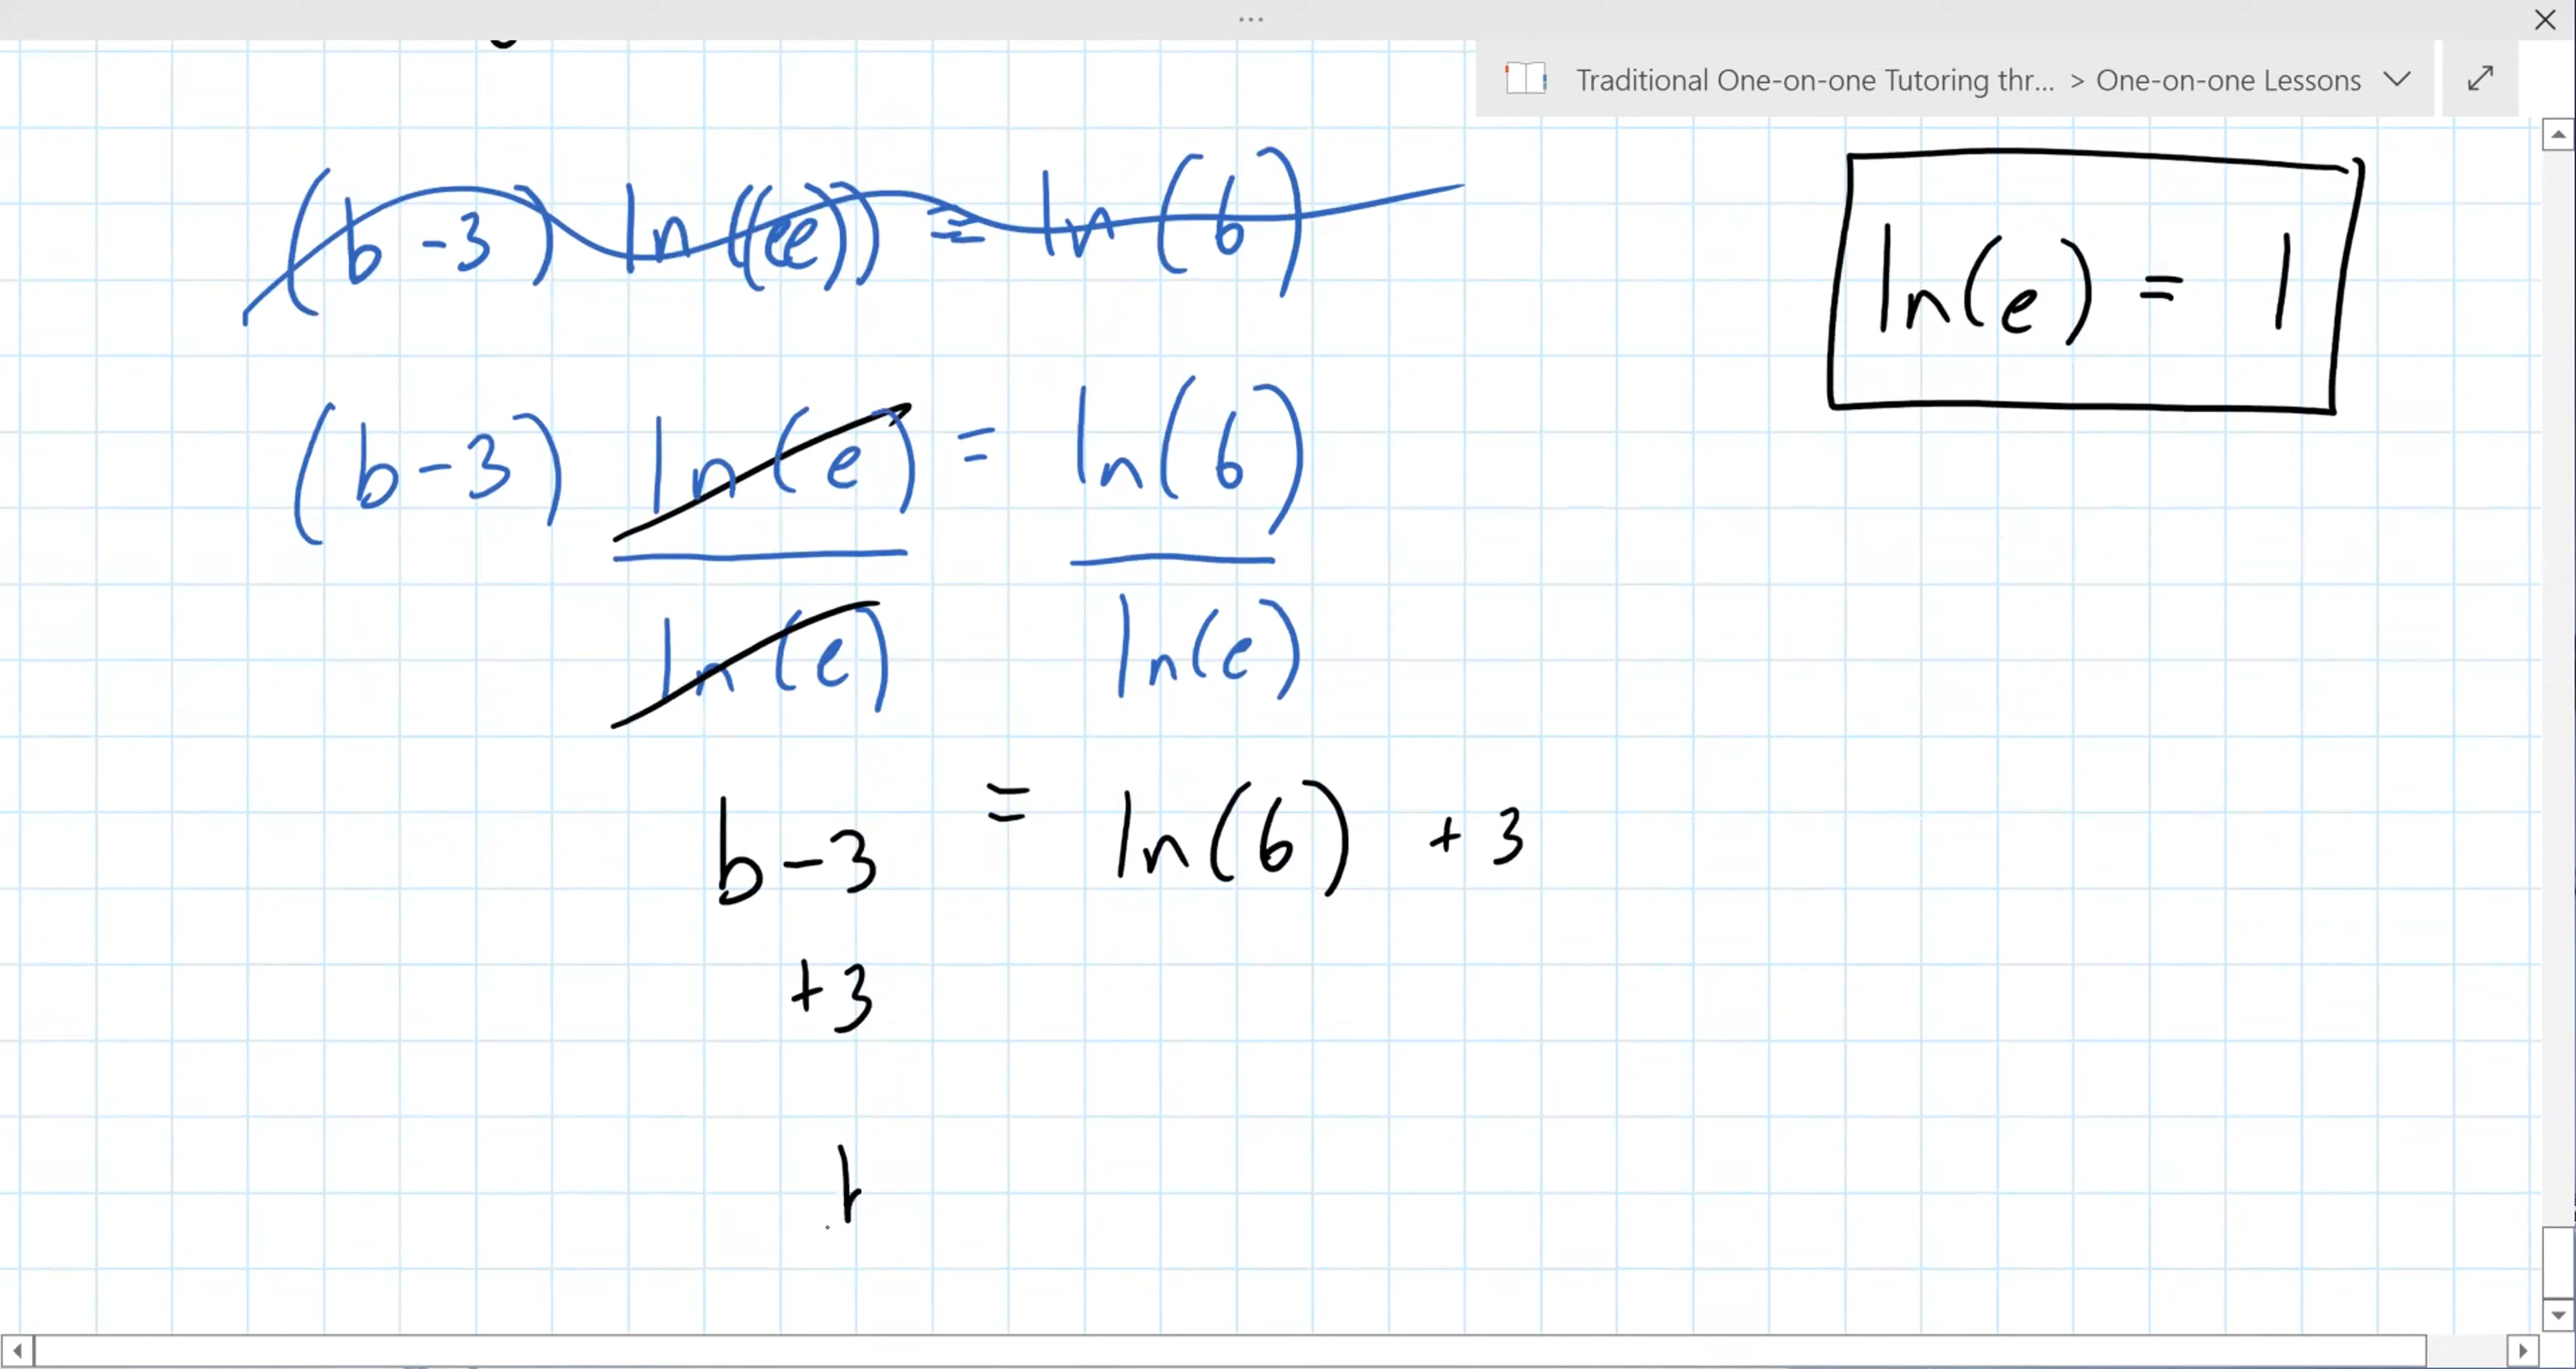 ...
Traditional One-on-one Tutoring thr... > One-on-one Lessons
(b-3) ln((e)) = ln(6)
ln(e) = 1
(b-3) ln(e) = ln(6)
ln(e) ln(e)
b-3 = ln(6) + 3
+3